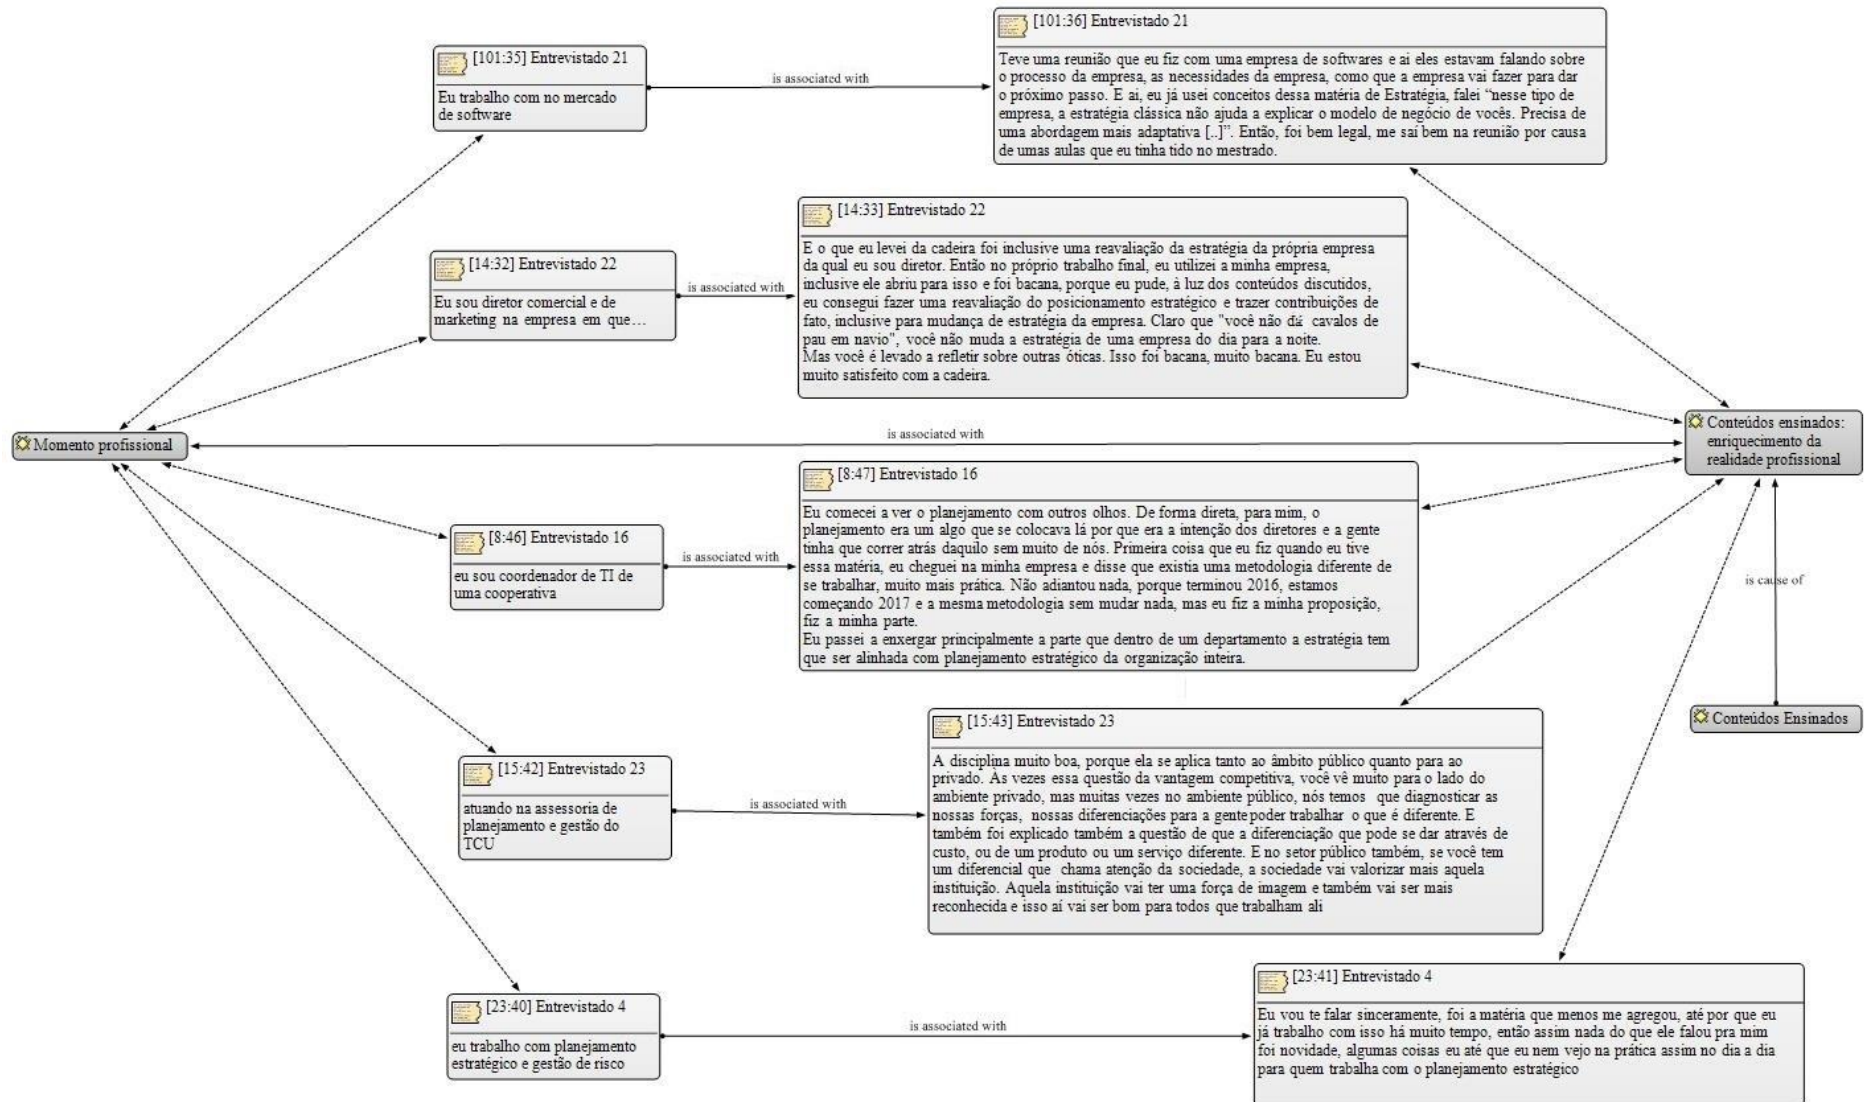 [101:35] Entrevistado 21
Eu trabalho com no mercado
de software
is associated with
[101:36] Entrevistado 21
Teve uma reunião que eu fiz com uma empresa de softwares e ai eles estavam falando sobre
o processo da empresa, as necessidades da empresa, como que a empresa vai fazer para dar
o próximo passo. E ai, eu já usei conceitos dessa matéria de Estratégia, falei “nesse tipo de
empresa, a estratégia clássica não ajuda a explicar o modelo de negócio de vocês. Precisa de
uma abordagem mais adaptativa [..]”. Então, foi bem legal, me saí bem na reunião por causa
de umas aulas que eu tinha tido no mestrado.
[14:32] Entrevistado 22
Eu sou diretor comercial e de
marketing na empresa em que…
is associated with
[14:33] Entrevistado 22
E o que eu levei da cadeira foi inclusive uma reavaliação da estratégia da própria empresa
da qual eu sou diretor. Então no próprio trabalho final, eu utilizei a minha empresa,
inclusive ele abriu para isso e foi bacana, porque eu pude, à luz dos conteúdos discutidos,
eu consegui fazer uma reavaliação do posicionamento estratégico e trazer contribuições de
fato, inclusive para mudança de estratégia da empresa. Claro que "você não dá cavalos de
pau em navio", você não muda a estratégia de uma empresa do dia para a noite.
Mas você é levado a refletir sobre outras óticas. Isso foi bacana, muito bacana. Eu estou
muito satisfeito com a cadeira.
Momento profissional
is associated with
Conteúdos ensinados:
enriquecimento da
realidade profissional
[8:46] Entrevistado 16
eu sou coordenador de TI de
uma cooperativa
is associated with
[8:47] Entrevistado 16
Eu comecei a ver o planejamento com outros olhos. De forma direta, para mim, o
planejamento era um algo que se colocava lá por que era a intenção dos diretores e a gente
tinha que correr atrás daquilo sem muito de nós. Primeira coisa que eu fiz quando eu tive
essa matéria, eu cheguei na minha empresa e disse que existia uma metodologia diferente de
se trabalhar, muito mais prática. Não adiantou nada, porque terminou 2016, estamos
começando 2017 e a mesma metodologia sem mudar nada, mas eu fiz a minha proposição,
fiz a minha parte.
Eu passei a enxergar principalmente a parte que dentro de um departamento a estratégia tem
que ser alinhada com planejamento estratégico da organização inteira.
is cause of
Conteúdos Ensinados
[15:42] Entrevistado 23
atuando na assessoria de
planejamento e gestão do
TCU
is associated with
[15:43] Entrevistado 23
A disciplina muito boa, porque ela se aplica tanto ao âmbito público quanto para ao
privado. As vezes essa questão da vantagem competitiva, você vê muito para o lado do
ambiente privado, mas muitas vezes no ambiente público, nós temos que diagnosticar as
nossas forças, nossas diferenciações para a gente poder trabalhar o que é diferente. E
também foi explicado também a questão de que a diferenciação que pode se dar através de
custo, ou de um produto ou um serviço diferente. E no setor público também, se você tem
um diferencial que chama atenção da sociedade, a sociedade vai valorizar mais aquela
instituição. Aquela instituição vai ter uma força de imagem e também vai ser mais
reconhecida e isso aí vai ser bom para todos que trabalham ali
[23:40] Entrevistado 4
eu trabalho com planejamento
estratégico e gestão de risco
is associated with
[23:41] Entrevistado 4
Eu vou te falar sinceramente, foi a matéria que menos me agregou, até por que eu
já trabalho com isso há muito tempo, então assim nada do que ele falou pra mim
foi novidade, algumas coisas eu até que eu nem vejo na prática assim no dia a dia
para quem trabalha com o planejamento estratégico